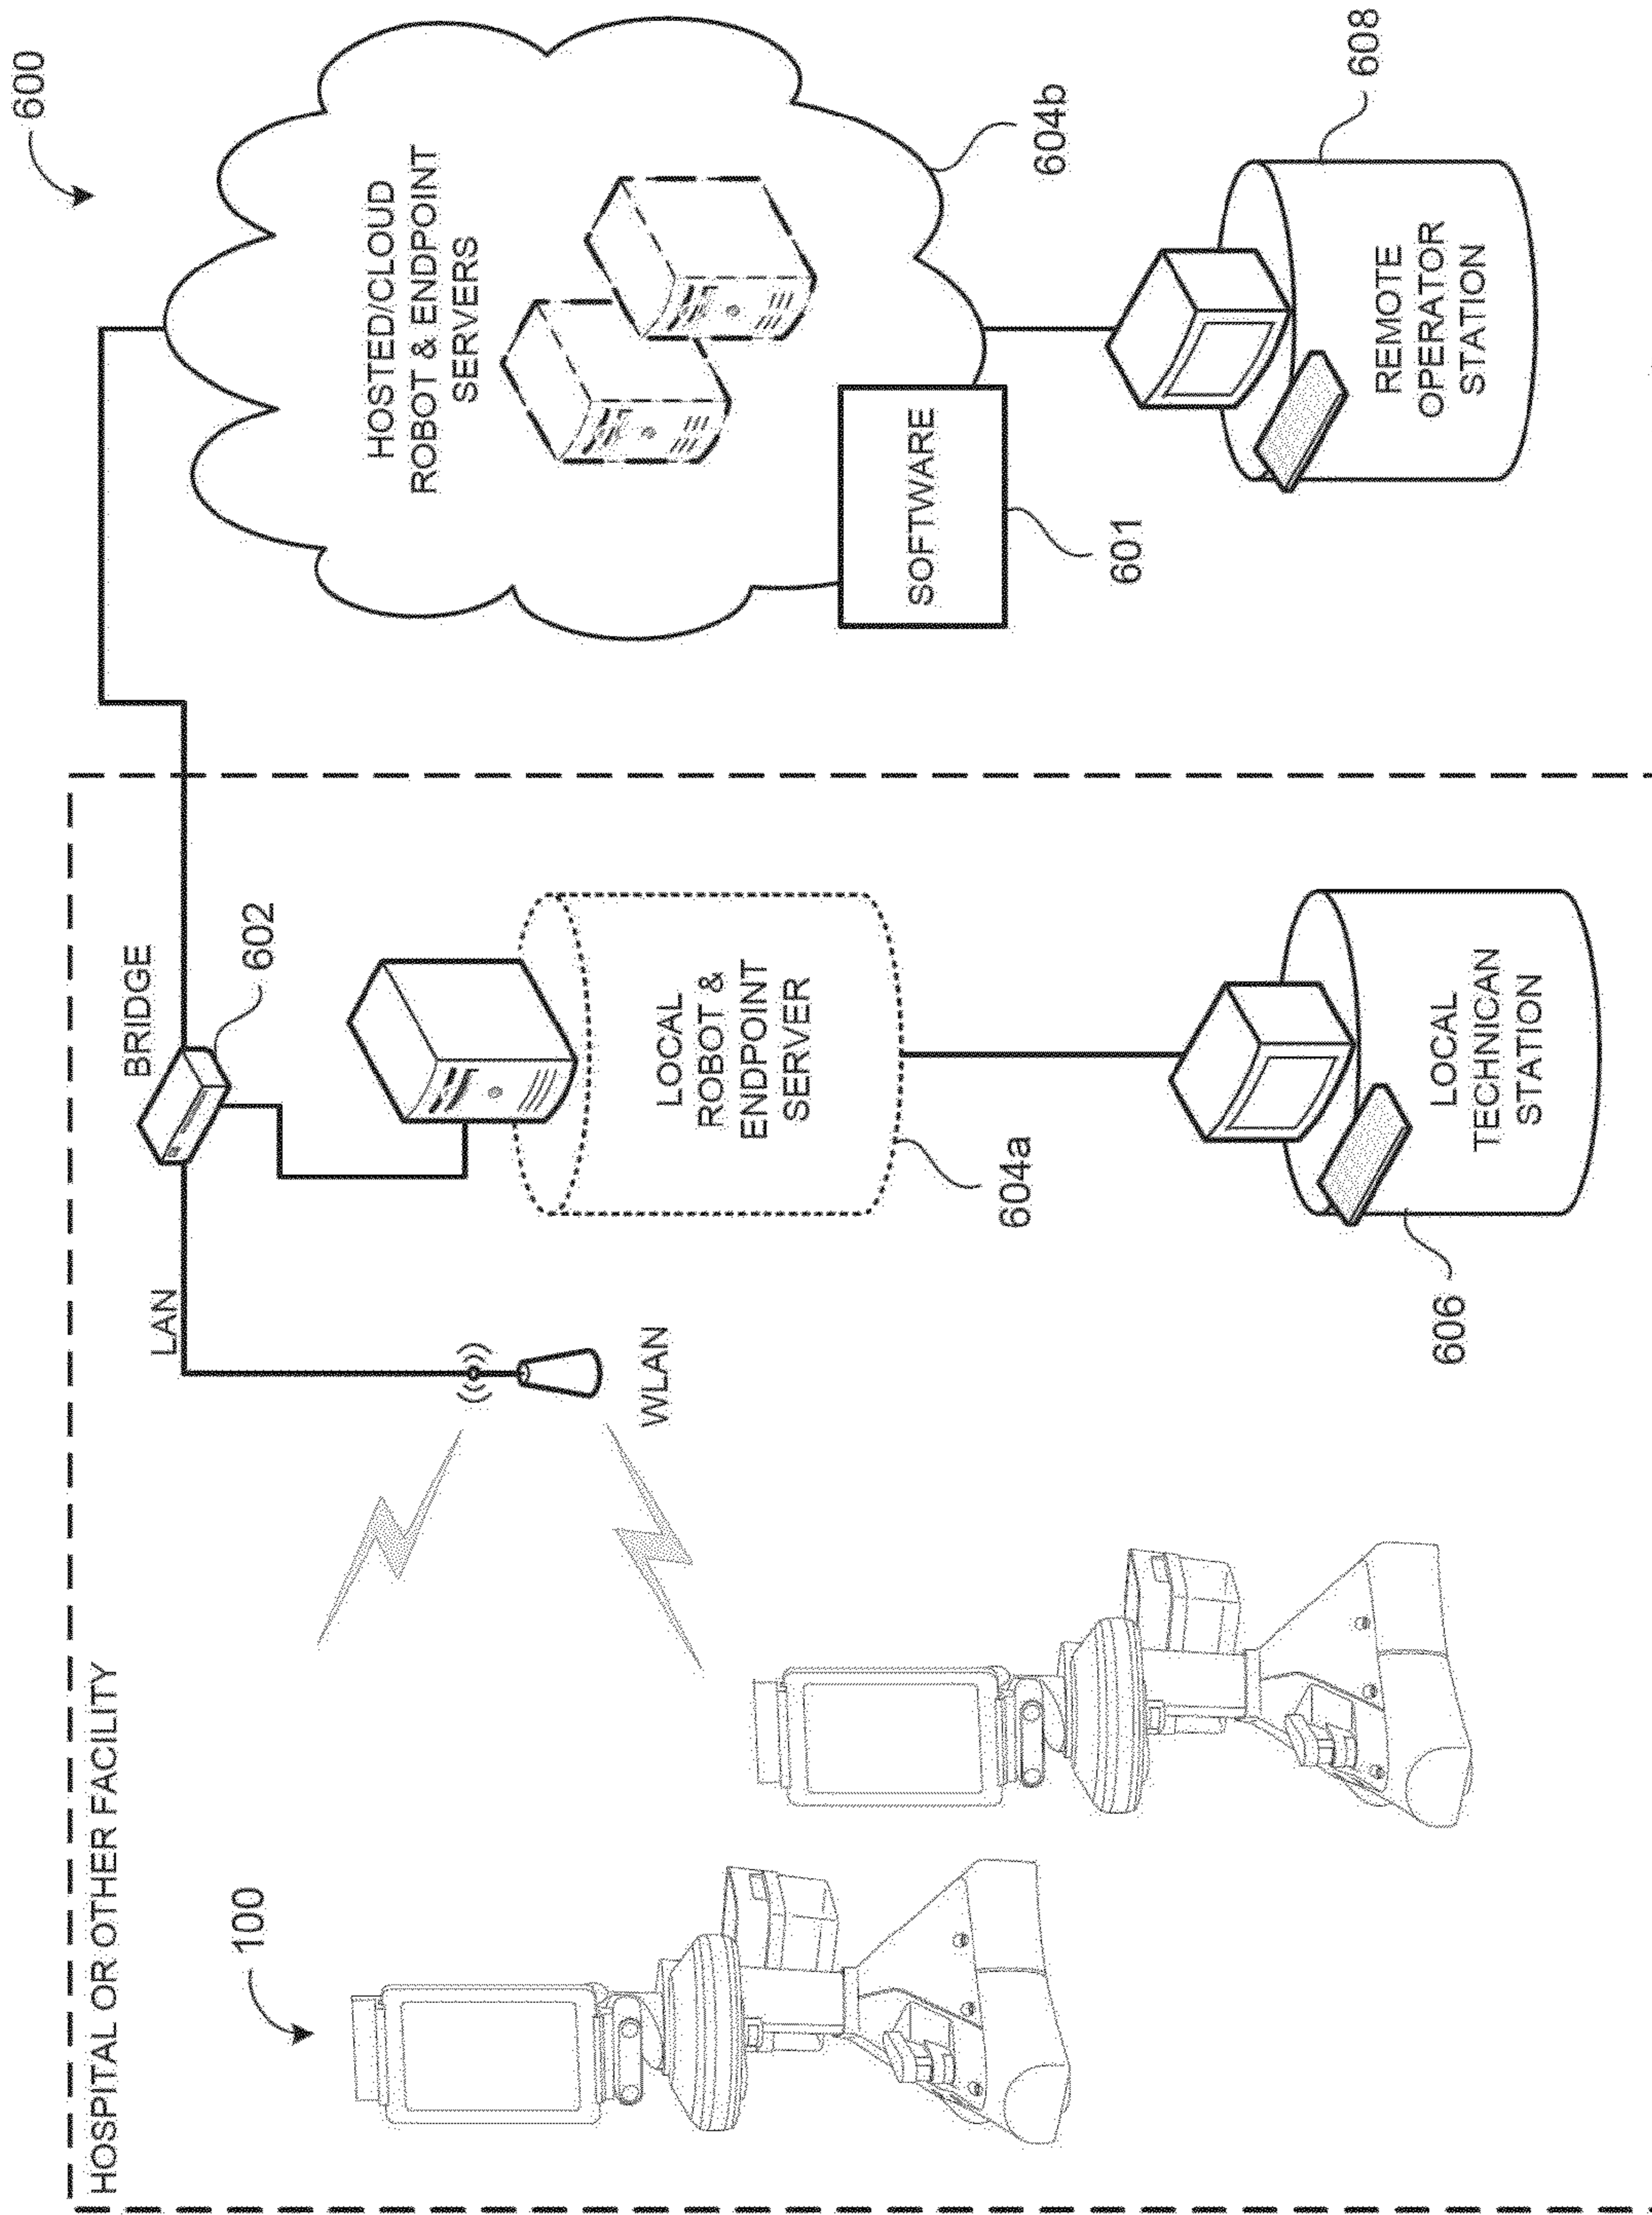 600
HOSPITAL OR OTHER FACILITY
100
LAN
BRIDGE
602
WLAN
LOCAL
ROBOT &
ENDPOINT
SERVER
604a
LOCAL
TECHNICAN
STATION
606
HOSTED/CLOUD
ROBOT & ENDPOINT
SERVERS
604b
SOFTWARE
601
REMOTE
OPERATOR
STATION
608